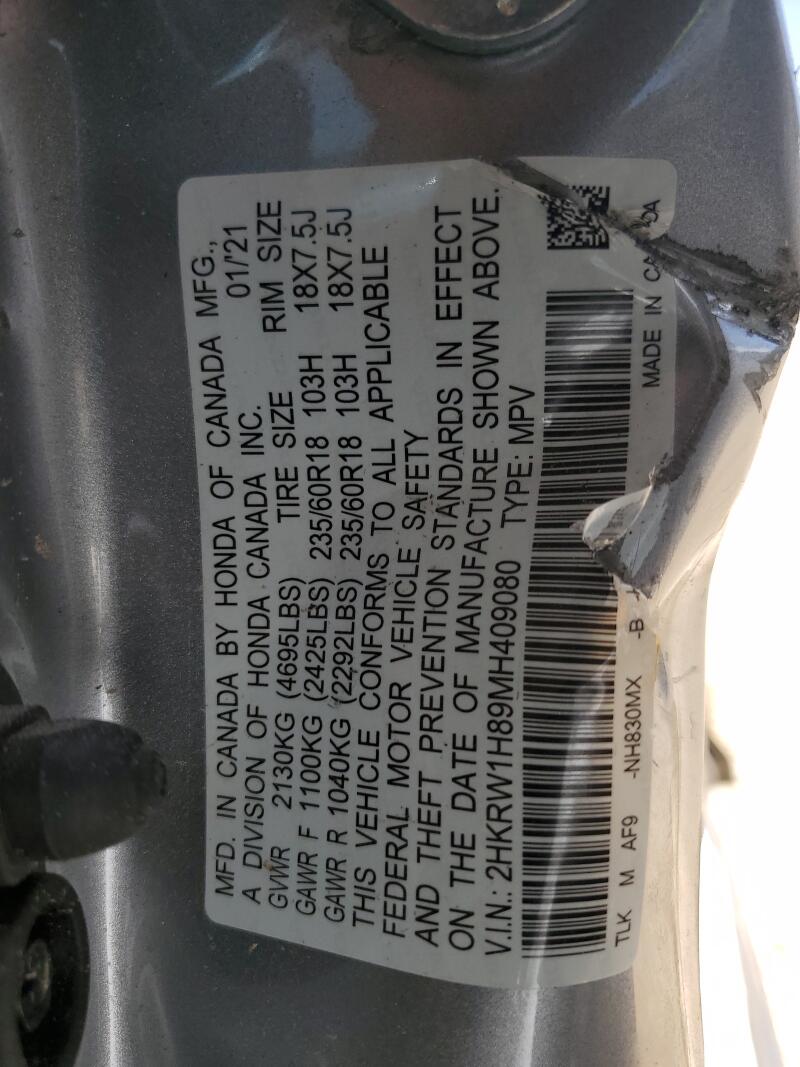 MFD. IN CANADA BY HONDA OF CANADA MFG.,
A DIVISION OF HONDA CANADA INC. 01/'21
GVWR 2130KG (4695LBS) TIRE SIZE RIM SIZE
GAWR F 1100KG (2425LBS) 235/60R18 103H 18X7.5J
GAWR R 1040KG (2292LBS) 235/60R18 103H 18X7.5J
THIS VEHICLE CONFORMS TO ALL APPLICABLE
FEDERAL MOTOR VEHICLE SAFETY
AND THEFT PREVENTION STANDARDS IN EFFECT
ON THE DATE OF MANUFACTURE SHOWN ABOVE.
V.I.N.: 2HKRW1H89MH409080 TYPE: MPV
TLK M AF9 -NH830MX -B MADE IN